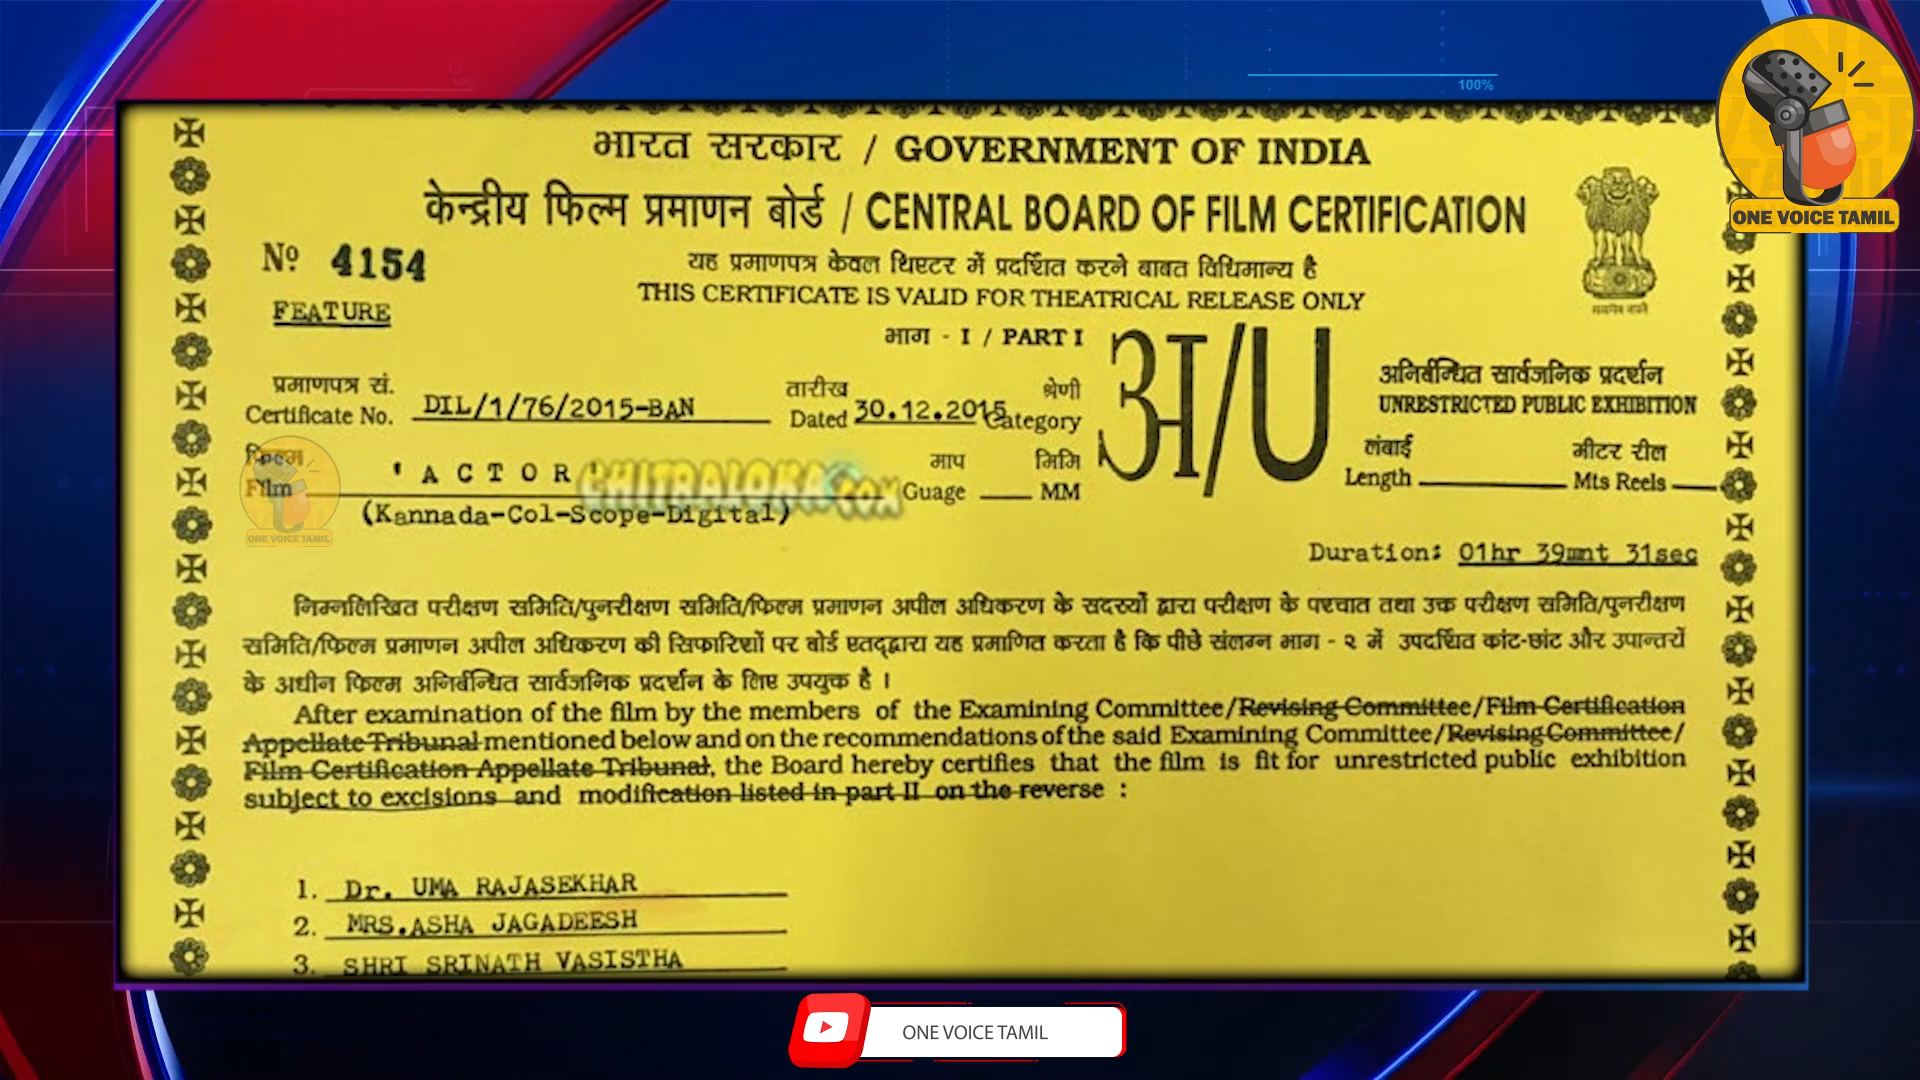 100%
ONE VOICE TAMIL
भारत सरकार / GOVERNMENT OF INDIA
केन्द्रीय फिल्म प्रमाणन बोर्ड / CENTRAL BOARD OF FILM CERTIFICATION
Nº 4154
यह प्रमाणपत्र केवल थिएटर में प्रदर्शित करने बाबत विधिमान्य है
THIS CERTIFICATE IS VALID FOR THEATRICAL RELEASE ONLY
सत्यमेव जयते
FEATURE
भाग - I / PART I
अ/U
अनिर्बन्धित सार्वजनिक प्रदर्शन
UNRESTRICTED PUBLIC EXHIBITION
प्रमाणपत्र सं. तारीख श्रेणी
Certificate No. DIL/1/76/2015-BAN Dated 30.12.2015 Category
फिल्म माप मिमि लंबाई मीटर रील
Film 'ACTOR' Guage MM Length Mts Reels
CHITRALOKA.COM
(Kannada-Col-Scope-Digital)
ONE VOICE TAMIL
Duration: 01hr 39mnt 31sec
निम्नलिखित परीक्षण समिति/पुनरीक्षण समिति/फिल्म प्रमाणन अपील अधिकरण के सदस्यों द्वारा परीक्षण के पश्चात तथा उक्त परीक्षण समिति/पुनरीक्षण
समिति/फिल्म प्रमाणन अपील अधिकरण की सिफारिशों पर बोर्ड एतद्द्वारा यह प्रमाणित करता है कि पीछे संलग्न भाग - २ में उपदर्शित कांट-छांट और उपान्तरों
के अधीन फिल्म अनिर्बन्धित सार्वजनिक प्रदर्शन के लिए उपयुक्त है ।
After examination of the film by the members of the Examining Committee/Revising Committee/Film Certification
Appellate Tribunal mentioned below and on the recommendations of the said Examining Committee/Revising Committee/
Film Certification Appellate Tribunal, the Board hereby certifies that the film is fit for unrestricted public exhibition
subject to excisions and modification listed in part II on the reverse :
1. Dr. UMA RAJASEKHAR
2. MRS.ASHA JAGADEESH
3. SHRI SRINATH VASISTHA
ONE VOICE TAMIL